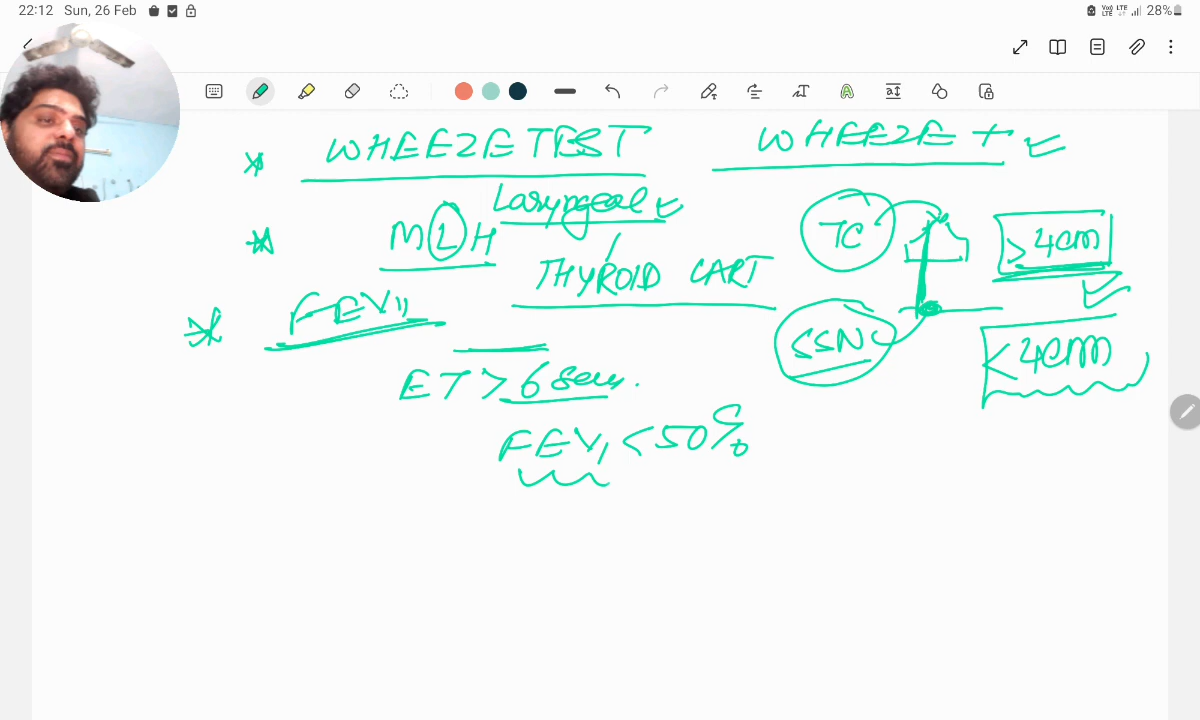 22:12 Sun, 26 Feb
28%
WHEEZE TEST WHEEZE +
Laryngeal
MLH
THYROID CART
TC
> 4cm
FEV1
SSN
< 4cm
ET > 6 secs.
FEV1 < 50%